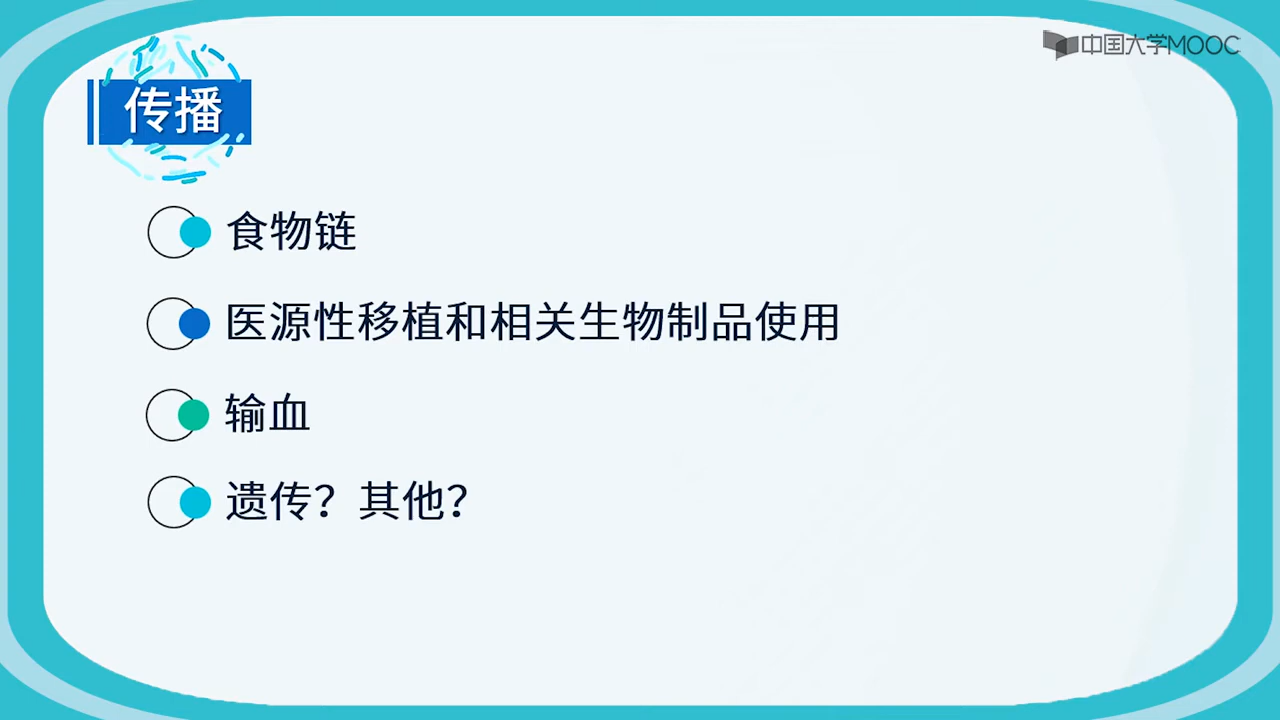 中国大学MOOC
传播
食物链
医源性移植和相关生物制品使用
输血
遗传？其他？